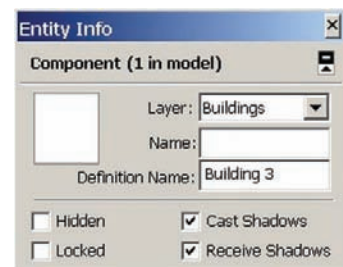 Entity Info
Component (1 in model)
Layer: Buildings
Name:
Definition Name: Building 3
Hidden Cast Shadows
Locked Receive Shadows